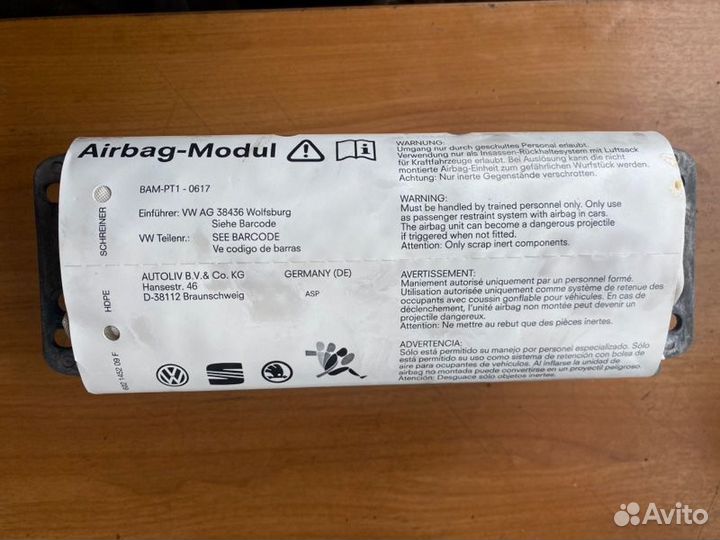 Airbag-Modul
BAM-PT1 - 0617
Einführer: VW AG 38436 Wolfsburg
Siehe Barcode
VW Teilenr.: SEE BARCODE
Ve codigo de barras
AUTOLIV B.V.& Co. KG GERMANY (DE)
Hansestr. 46
D-38112 Braunschweig
ASP
SCHREINER
HDPE
692 1452 09 F
WARNUNG:
Umgang nur durch geschultes Personal erlaubt.
Verwendung nur als Insassen-Rückhaltesystem mit Luftsack
für Kraftfahrzeuge erlaubt. Bei Auslösung kann die nicht
montierte Airbag-Einheit zum gefährlichen Wurfstück werden.
Achtung: Nur inerte Gegenstände verschrotten.
WARNING:
Must be handled by trained personnel only. Only use
as passenger restraint system with airbag in cars.
The airbag unit can become a dangerous projectile
if triggered when not fitted.
Attention: Only scrap inert components.
AVERTISSEMENT:
Maniement autorisé uniquement par un personnel formé.
Utilisation autorisée uniquement comme système de retenue des
occupants avec coussin gonflable pour véhicules. En cas de
déclenchement, l'unité airbag non montée peut devenir un
projectile dangereux.
Attention: Ne mettre au rebut que des pièces inertes.
ADVERTENCIA:
Sólo está permitido su manejo por personal especializado. Sólo
está permitido su uso como sistema de retención con bolsa de
aire para ocupantes de vehículos. Al inflarse la unidad de
airbag no montada puede convertirse en un proyectil peligroso.
Atención: Desguace sólo objetos inertes.
Avito